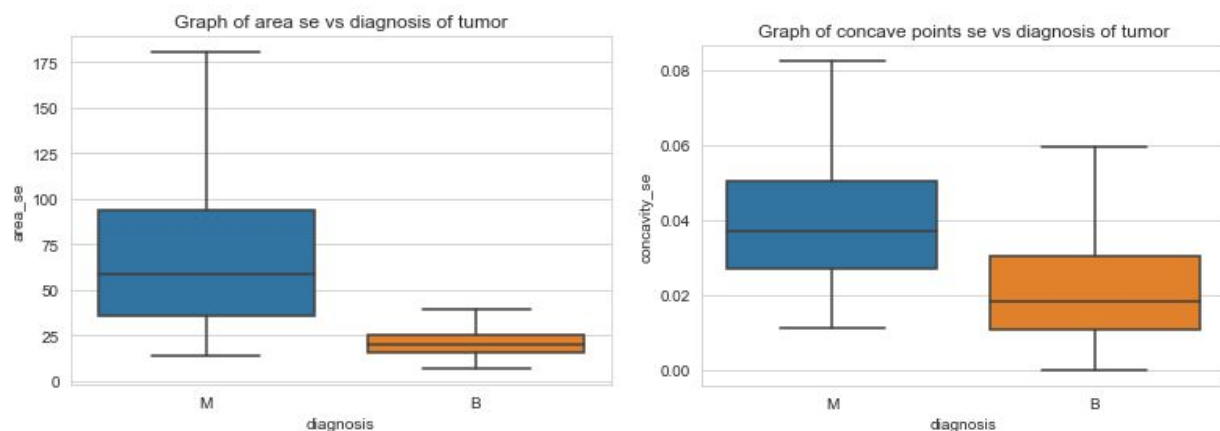 Graph of area se vs diagnosis of tumor
175
150
125
100
75
50
25
0
area_se
M B
diagnosis
Graph of concave points se vs diagnosis of tumor
0.08
0.06
0.04
0.02
0.00
concavity_se
M B
diagnosis